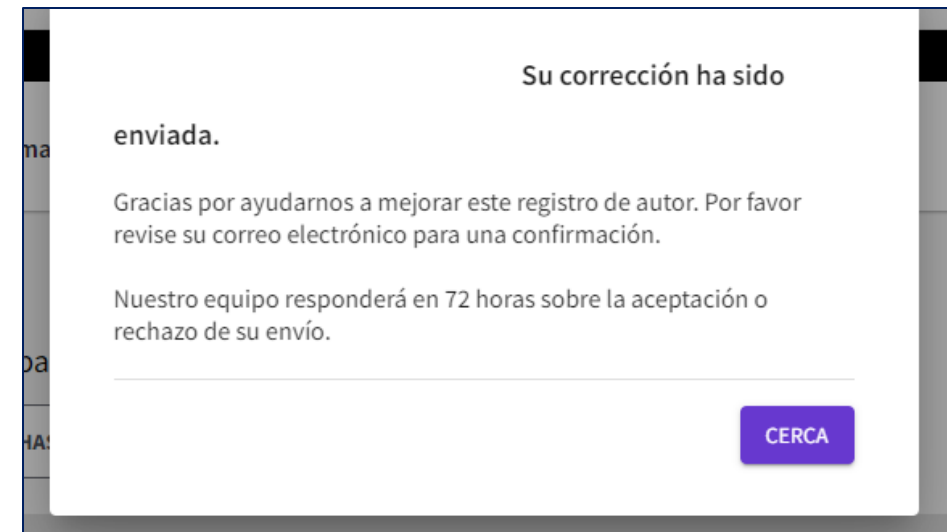 Su corrección ha sido
enviada.
Gracias por ayudarnos a mejorar este registro de autor. Por favor
revise su correo electrónico para una confirmación.
Nuestro equipo responderá en 72 horas sobre la aceptación o
rechazo de su envío.
CERCA